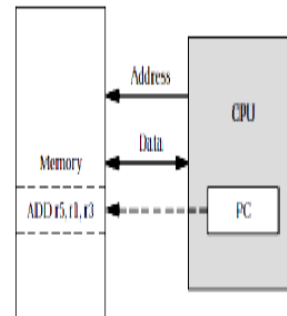 Address
CPU
Data
Memory
ADD r5, r1, r3
PC